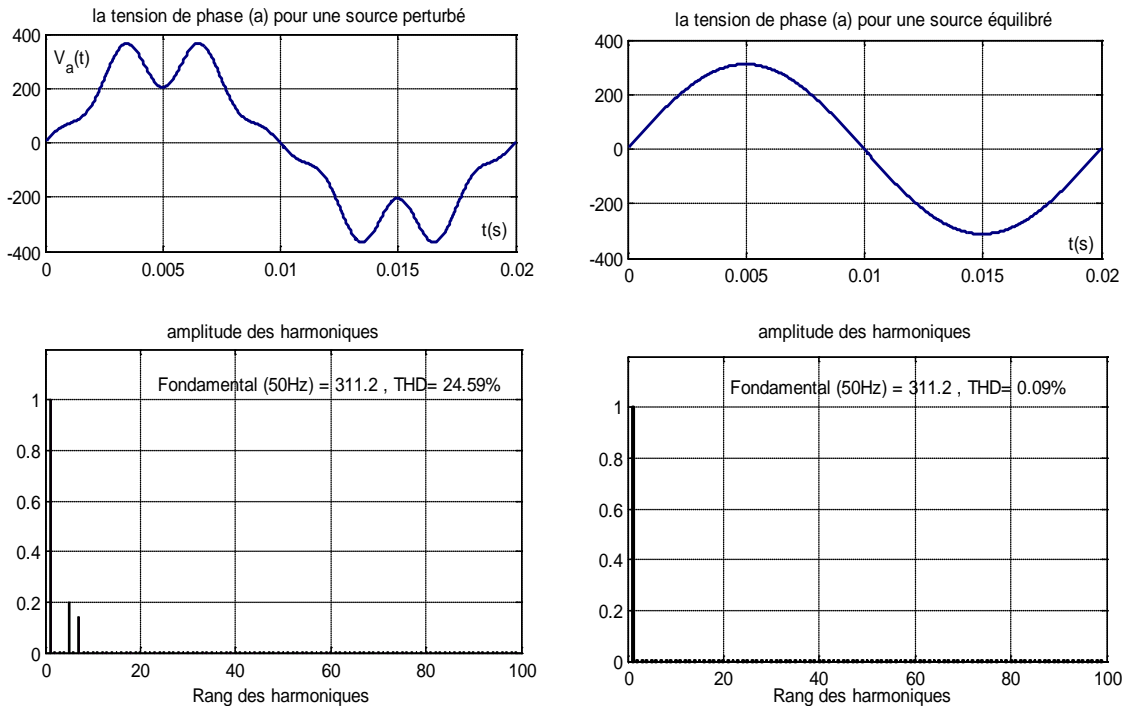 la tension de phase (a) pour une source perturbé
400
200
0
-200
-400
V_a(t)
t(s)
0 0.005 0.01 0.015 0.02
la tension de phase (a) pour une source équilibré
400
200
0
-200
-400
t(s)
0 0.005 0.01 0.015 0.02
amplitude des harmoniques
Fondamental (50Hz) = 311.2 , THD= 24.59%
1
0.8
0.6
0.4
0.2
0
0 20 40 60 80 100
Rang des harmoniques
amplitude des harmoniques
Fondamental (50Hz) = 311.2 , THD= 0.09%
1
0.8
0.6
0.4
0.2
0
0 20 40 60 80 100
Rang des harmoniques